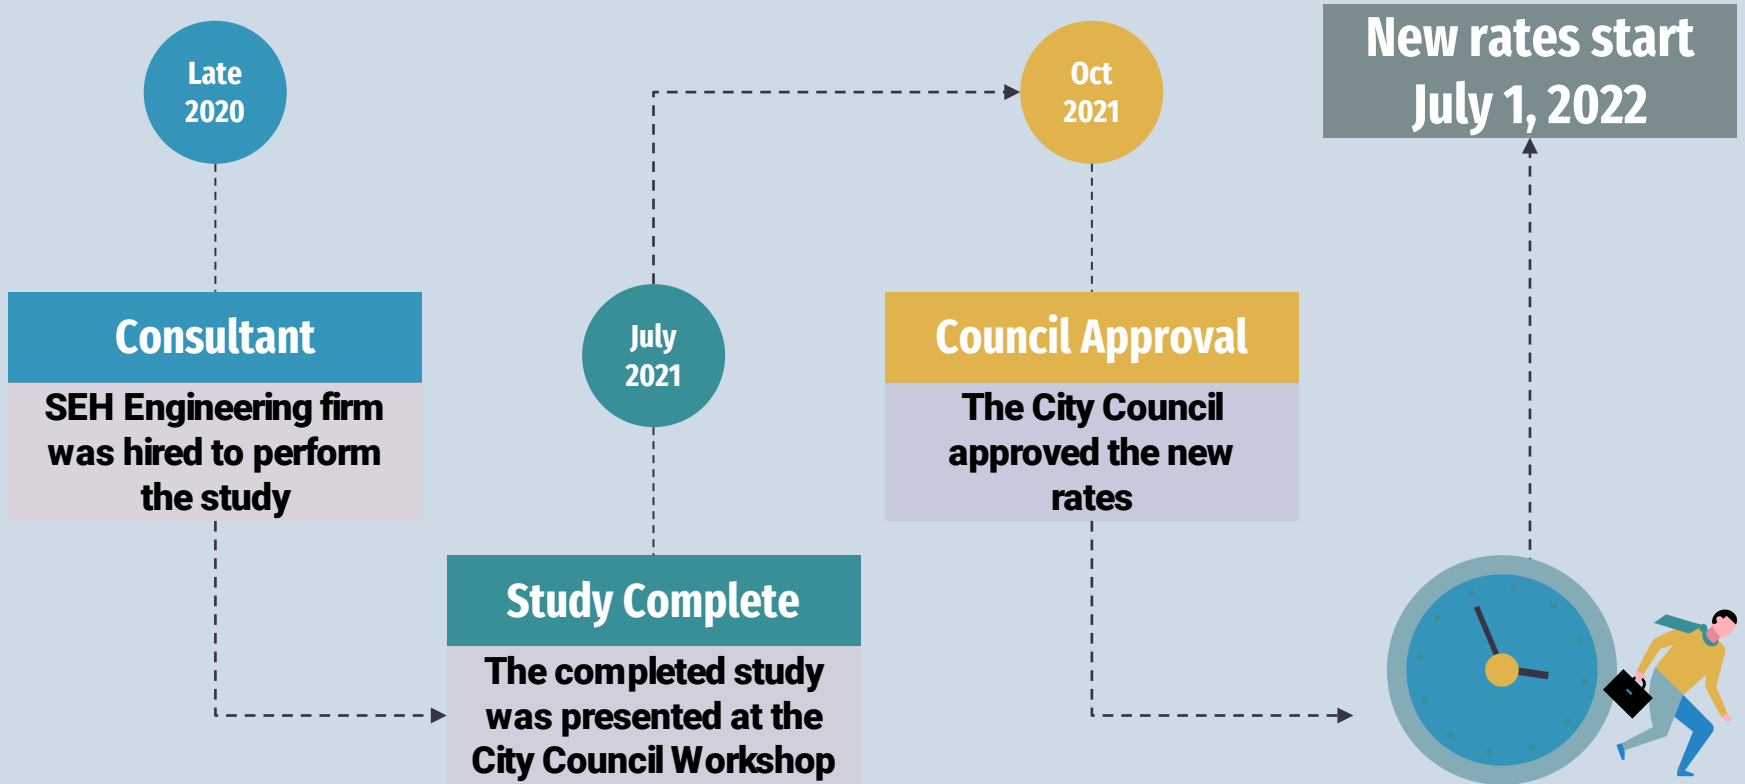 Late
2020
Consultant
SEH Engineering firm
was hired to perform
the study
July
2021
Study Complete
The completed study
was presented at the
City Council Workshop
Oct
2021
Council Approval
The City Council
approved the new
rates
New rates start
July 1, 2022